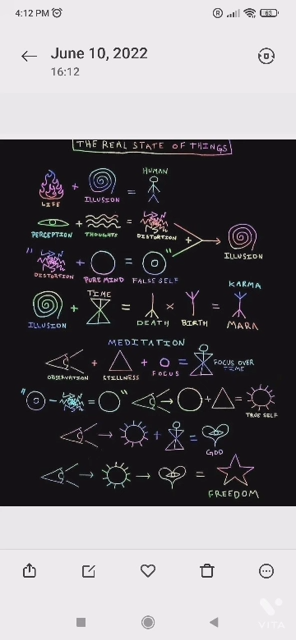 4:12 PM
63
June 10, 2022
16:12
THE REAL STATE OF THINGS
HUMAN
LIFE + ILLUSION =
PERCEPTION + THOUGHTS = DISTORTION
+ ILLUSION
"DISTORTION + PURE MIND = FALSE SELF"
KARMA
ILLUSION + TIME = DEATH × BIRTH = MARA
MEDITATION
OBSERVATION + STILLNESS + FOCUS = FOCUS OVER TIME
" - = " + = TRUE SELF
+ = GOD
= FREEDOM
VITA